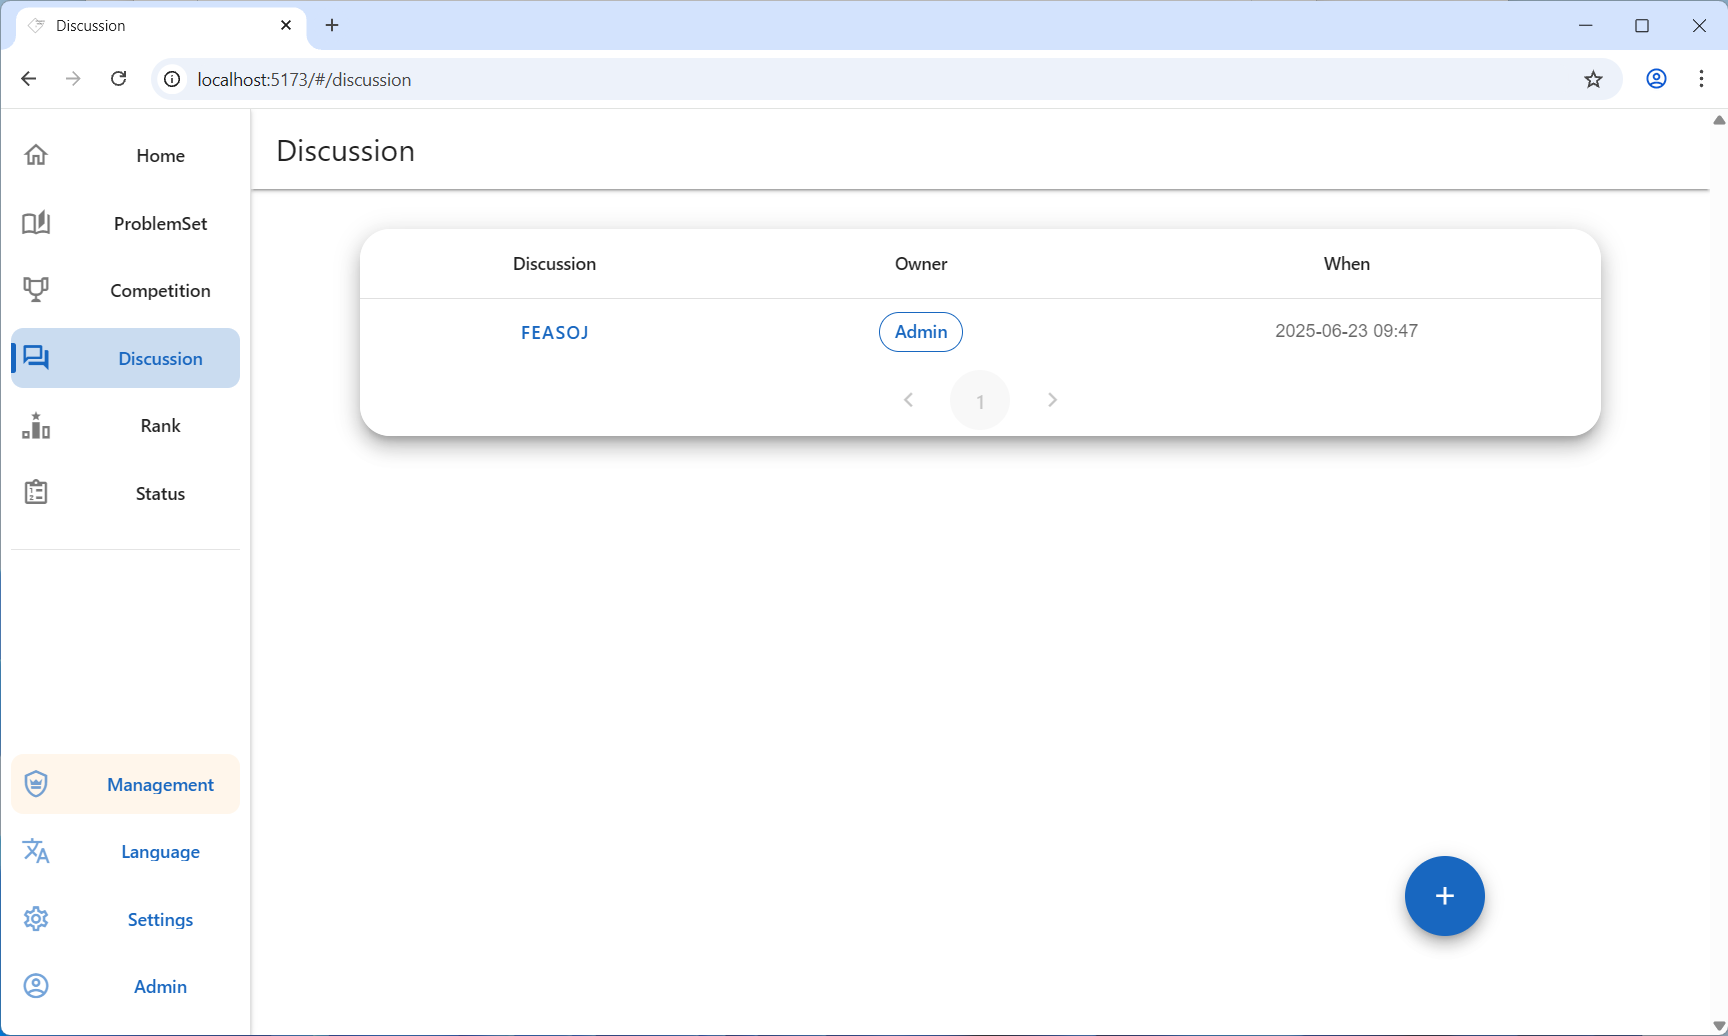 Discussion
localhost:5173/#/discussion
Home
ProblemSet
Competition
Discussion
Rank
Status
Management
Language
Settings
Admin
Discussion
Discussion Owner When
FEASOJ Admin 2025-06-23 09:47
1